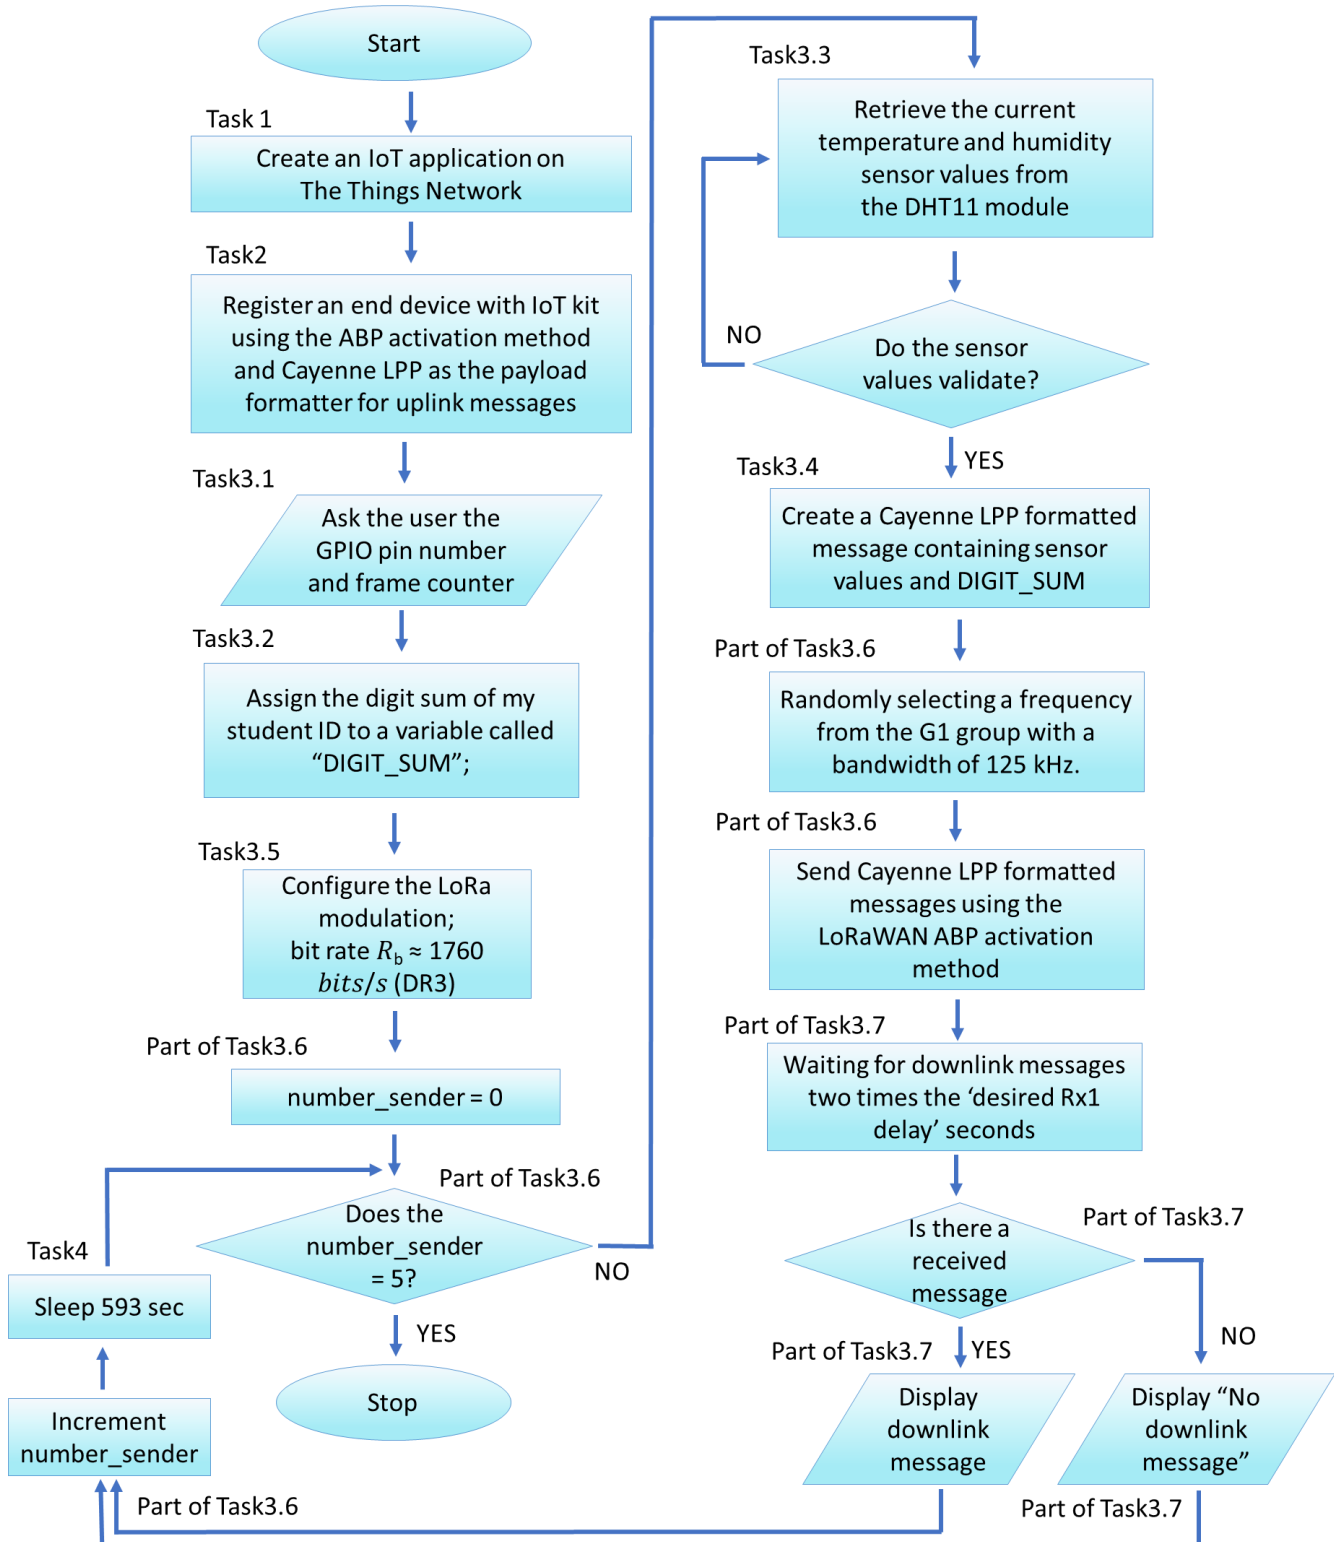 Start
Task 1
Create an IoT application on
The Things Network
Task2
Register an end device with IoT kit
using the ABP activation method
and Cayenne LPP as the payload
formatter for uplink messages
Task3.1
Ask the user the
GPIO pin number
and frame counter
Task3.2
Assign the digit sum of my
student ID to a variable called
“DIGIT_SUM”;
Task3.5
Configure the LoRa
modulation;
bit rate R_b ≈ 1760
bits/s (DR3)
Part of Task3.6
number_sender = 0
Part of Task3.6
Does the
number_sender
= 5?
NO
YES
Stop
Task4
Sleep 593 sec
Increment
number_sender
Part of Task3.6
Task3.3
Retrieve the current
temperature and humidity
sensor values from
the DHT11 module
NO
Do the sensor
values validate?
YES
Task3.4
Create a Cayenne LPP formatted
message containing sensor
values and DIGIT_SUM
Part of Task3.6
Randomly selecting a frequency
from the G1 group with a
bandwidth of 125 kHz.
Part of Task3.6
Send Cayenne LPP formatted
messages using the
LoRaWAN ABP activation
method
Part of Task3.7
Waiting for downlink messages
two times the ‘desired Rx1
delay’ seconds
Is there a
received
message
Part of Task3.7
NO
YES
Part of Task3.7
Display
downlink
message
Display “No
downlink
message”
Part of Task3.7